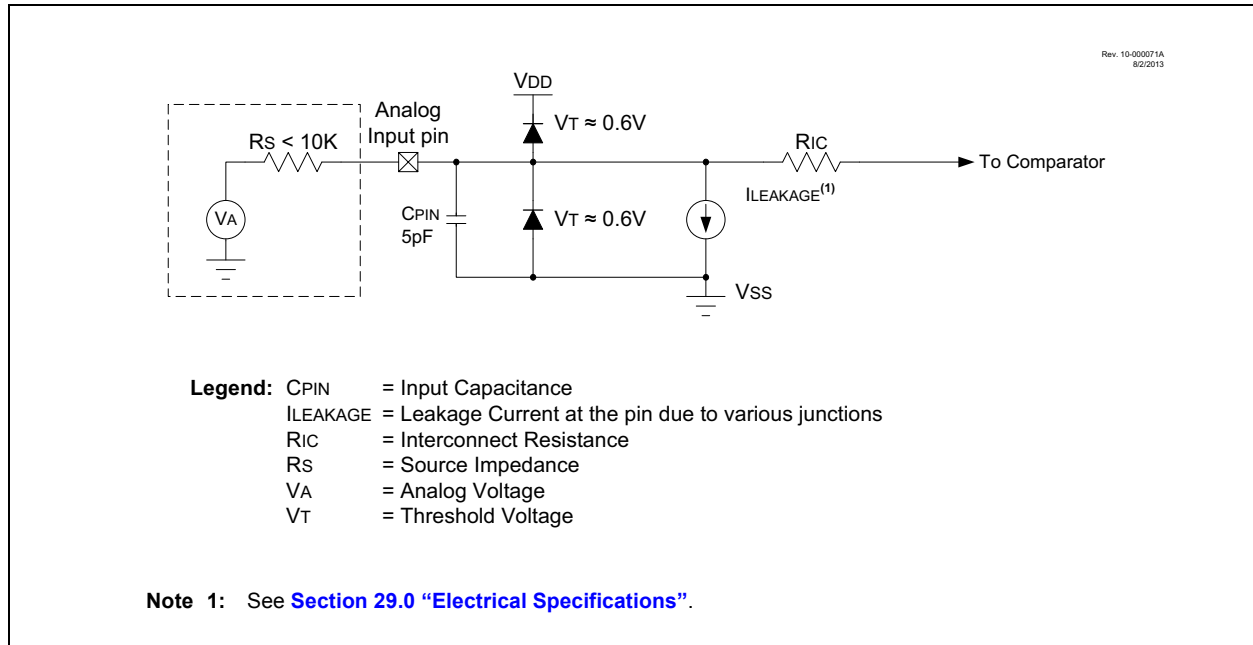 Rev. 10-000071A
8/2/2013
VDD
Analog
Input pin
VT ≈ 0.6V
RS < 10K
RIC
To Comparator
ILEAKAGE(1)
VA
CPIN
5pF
VT ≈ 0.6V
VSS
Legend: CPIN = Input Capacitance
ILEAKAGE = Leakage Current at the pin due to various junctions
RIC = Interconnect Resistance
RS = Source Impedance
VA = Analog Voltage
VT = Threshold Voltage
Note 1: See Section 29.0 “Electrical Specifications”.